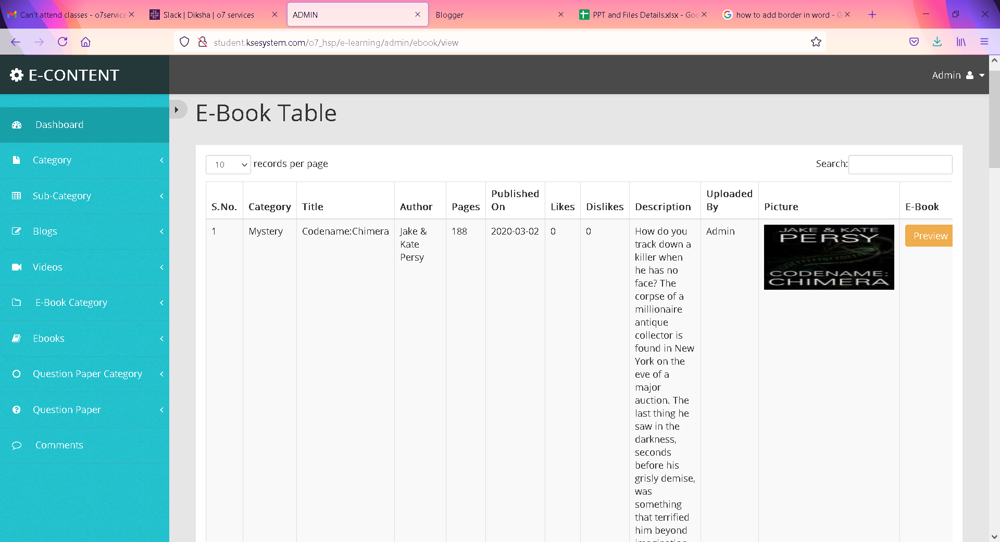 Can't attend classes - o7service
Slack | Diksha | o7 services
ADMIN
Blogger
PPT and Files Details.xlsx - Goo
how to add border in word - G
student.ksesystem.com/o7_hsp/e-learning/admin/ebook/view
E-CONTENT
Admin
Dashboard
Category
Sub-Category
Blogs
Videos
E-Book Category
Ebooks
Question Paper Category
Question Paper
Comments
E-Book Table
10 records per page
Search:
S.No. Category Title Author Pages Published On Likes Dislikes Description Uploaded By Picture E-Book
1
Mystery
Codename:Chimera
Jake &
Kate
Persy
188
2020-03-02
0
0
How do you
track down a
killer when
he has no
face? The
corpse of a
millionaire
antique
collector is
found in New
York on the
eve of a
major
auction. The
last thing he
saw in the
darkness,
seconds
before his
grisly demise,
was
something
that terrified
him beyond
Admin
JAKE & KATE
PERSY
CODENAME:
CHIMERA
Preview